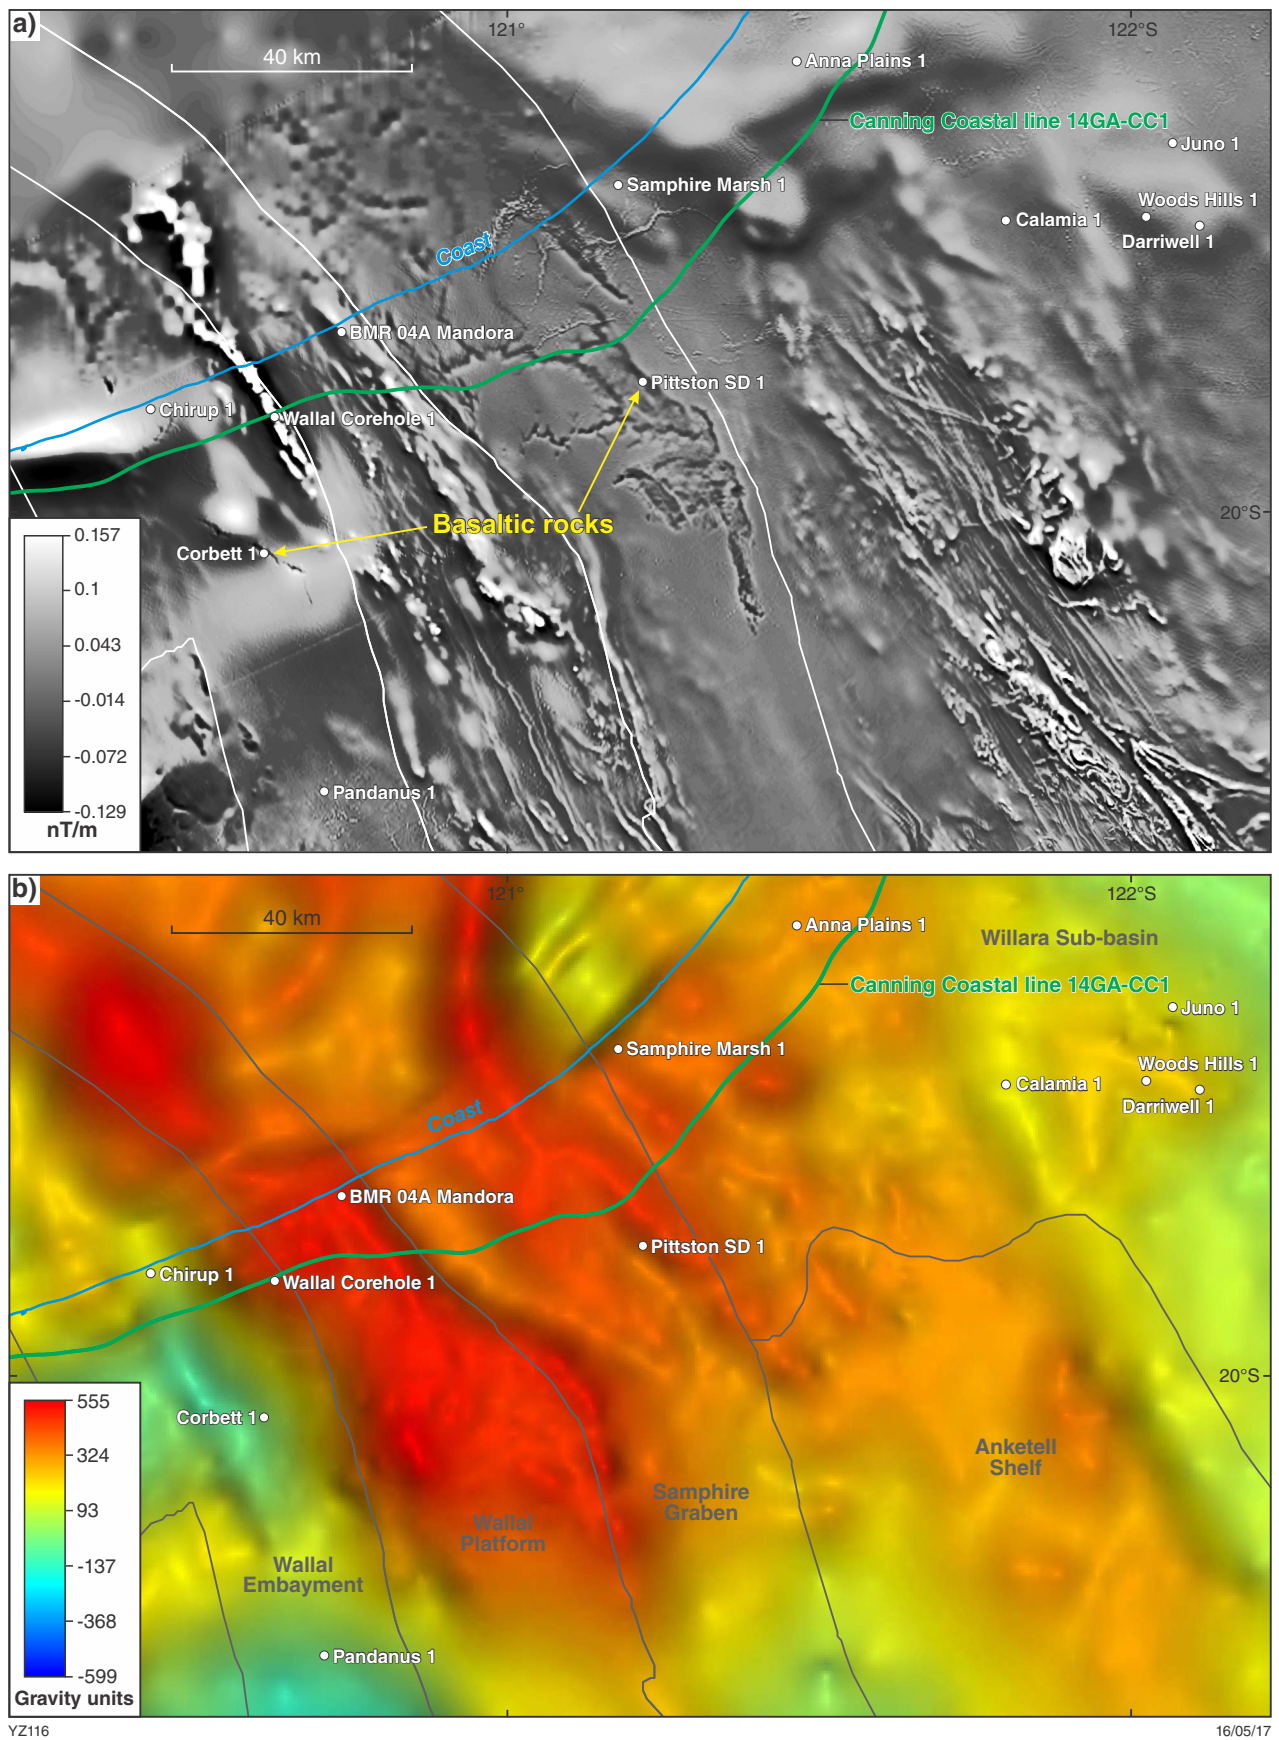 a)
121°
122°S
40 km
Anna Plains 1
Canning Coastal line 14GA-CC1
Juno 1
Samphire Marsh 1
Woods Hills 1
Calamia 1
Darriwell 1
Coast
BMR 04A Mandora
Pittston SD 1
Chirup 1
Wallal Corehole 1
20°S
Basaltic rocks
0.157
Corbett 1
0.1
0.043
-0.014
-0.072
Pandanus 1
-0.129
nT/m
b)
121°
122°S
40 km
Anna Plains 1
Willara Sub-basin
Canning Coastal line 14GA-CC1
Juno 1
Samphire Marsh 1
Woods Hills 1
Calamia 1
Darriwell 1
Coast
BMR 04A Mandora
Pittston SD 1
Chirup 1
Wallal Corehole 1
20°S
555
Corbett 1
324
Anketell
Shelf
93
Samphire
Graben
Wallal
Platform
-137
Wallal
Embayment
-368
Pandanus 1
-599
Gravity units
YZ116
16/05/17